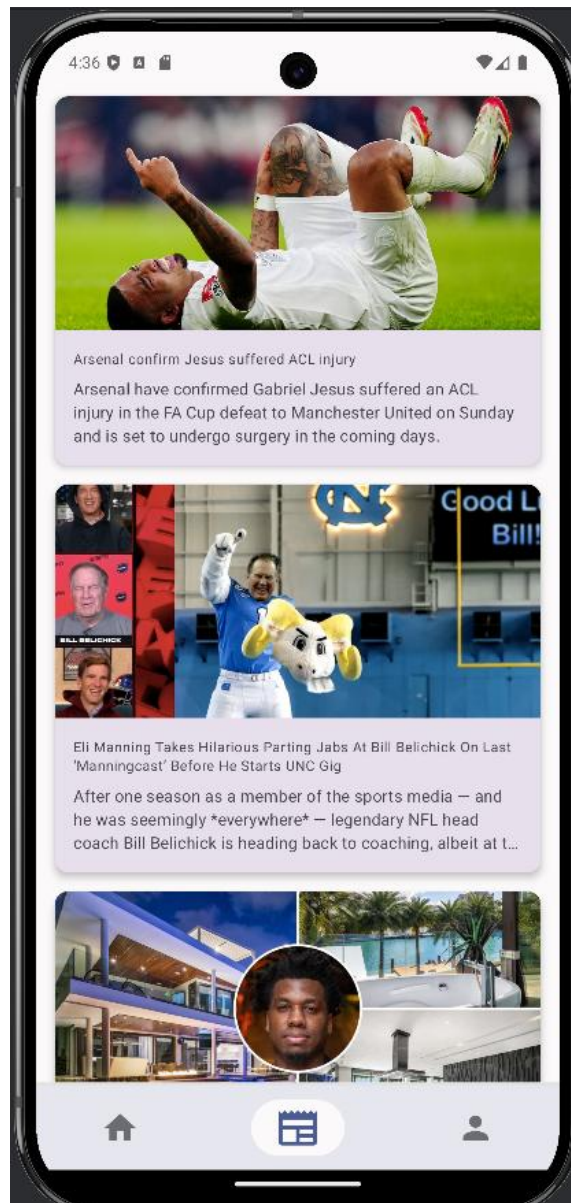 4:36
Arsenal confirm Jesus suffered ACL injury
Arsenal have confirmed Gabriel Jesus suffered an ACL
injury in the FA Cup defeat to Manchester United on Sunday
and is set to undergo surgery in the coming days.
NC
Good L
Bill!
BILL BELICHICK
Eli Manning Takes Hilarious Parting Jabs At Bill Belichick On Last
'Manningcast' Before He Starts UNC Gig
After one season as a member of the sports media — and
he was seemingly *everywhere* — legendary NFL head
coach Bill Belichick is heading back to coaching, albeit at t...